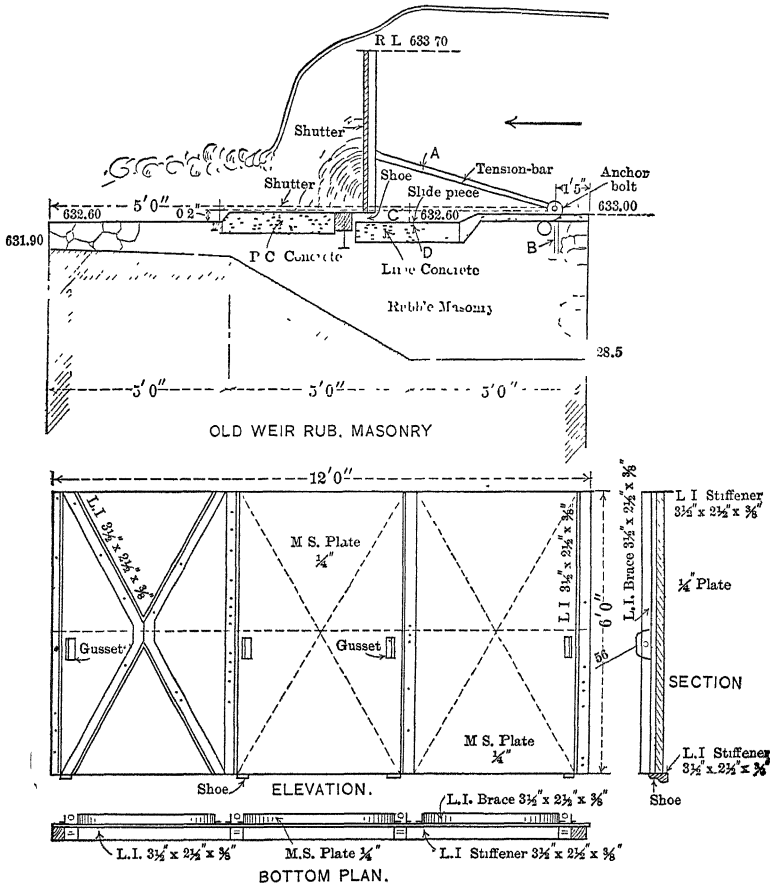 R L 633 70
Shutter
A
Tension-bar
Shoe
Slide piece
1'5"
Anchor
bolt
Shutter
5'0"
632.60
0 2"
C
632.60
633.00
631.90
P C Concrete
D
Lime Concrete
B
Rubble Masonry
28.5
5'0"
5'0"
5'0"
OLD WEIR RUB. MASONRY
12'0"
L.I 3½" x 2½" x ⅜"
M S. Plate
¼"
L I 3½" x 2½" x ⅜"
6'0"
L.I. Brace 3½" x 2½" x ⅜"
L I Stiffener
3½" x 2½" x ⅜"
¼" Plate
Gusset
Gusset
56
SECTION
M S. Plate
¼"
L.I Stiffener
3½" x 2½" x ⅜"
Shoe
ELEVATION.
Shoe
L.I. Brace 3½" x 2½" x ⅜"
L.I. 3½" x 2½" x ⅜"
M.S. Plate ¼"
L.I Stiffener 3½" x 2½" x ⅜"
BOTTOM PLAN.